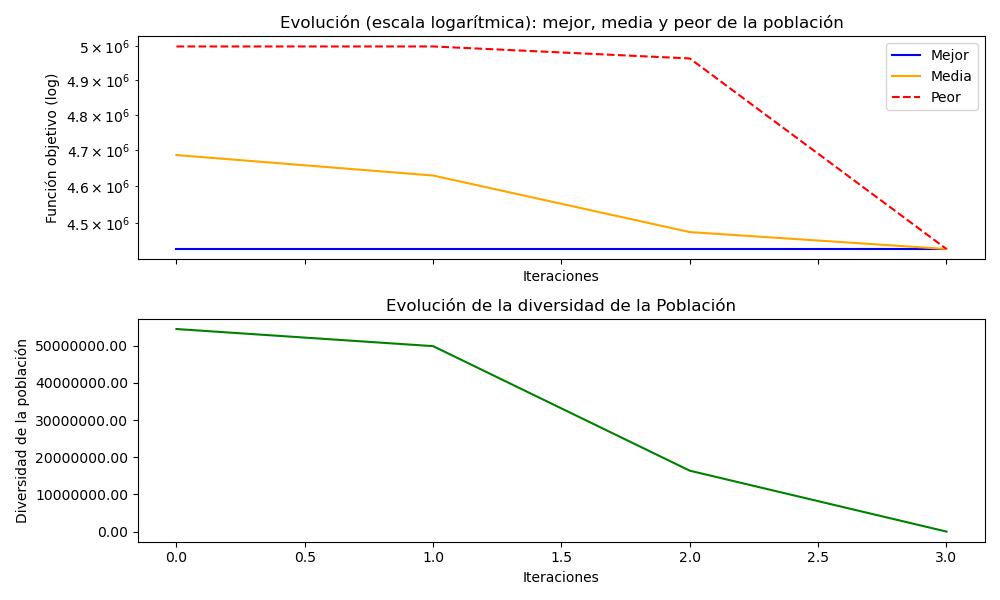 Evolución (escala logarítmica): mejor, media y peor de la población
Función objetivo (log)
5 × 10⁶
4.9 × 10⁶
4.8 × 10⁶
4.7 × 10⁶
4.6 × 10⁶
4.5 × 10⁶
Mejor
Media
Peor
Iteraciones
Evolución de la diversidad de la Población
Diversidad de la población
50000000.00
40000000.00
30000000.00
20000000.00
10000000.00
0.00
0.0 0.5 1.0 1.5 2.0 2.5 3.0
Iteraciones